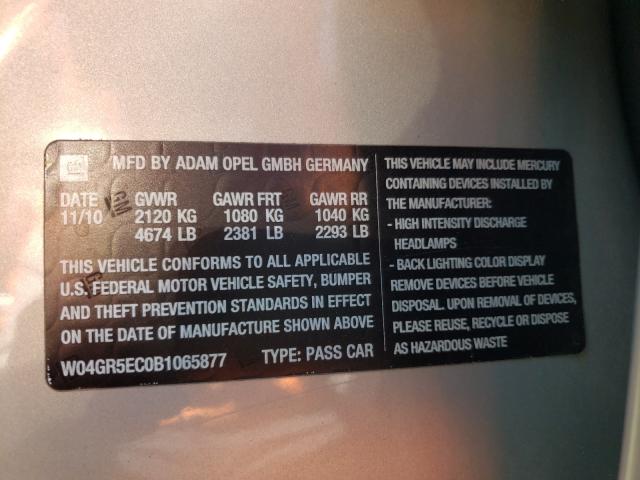 GM
MFD BY ADAM OPEL GMBH GERMANY
DATE GVWR GAWR FRT GAWR RR
11/10 2120 KG 1080 KG 1040 KG
4674 LB 2381 LB 2293 LB
THIS VEHICLE CONFORMS TO ALL APPLICABLE
U.S. FEDERAL MOTOR VEHICLE SAFETY, BUMPER
AND THEFT PREVENTION STANDARDS IN EFFECT
ON THE DATE OF MANUFACTURE SHOWN ABOVE
W04GR5EC0B1065877 TYPE: PASS CAR
THIS VEHICLE MAY INCLUDE MERCURY
CONTAINING DEVICES INSTALLED BY
THE MANUFACTURER:
- HIGH INTENSITY DISCHARGE
HEADLAMPS
- BACK LIGHTING COLOR DISPLAY
REMOVE DEVICES BEFORE VEHICLE
DISPOSAL. UPON REMOVAL OF DEVICES,
PLEASE REUSE, RECYCLE OR DISPOSE
AS HAZARDOUS WASTE